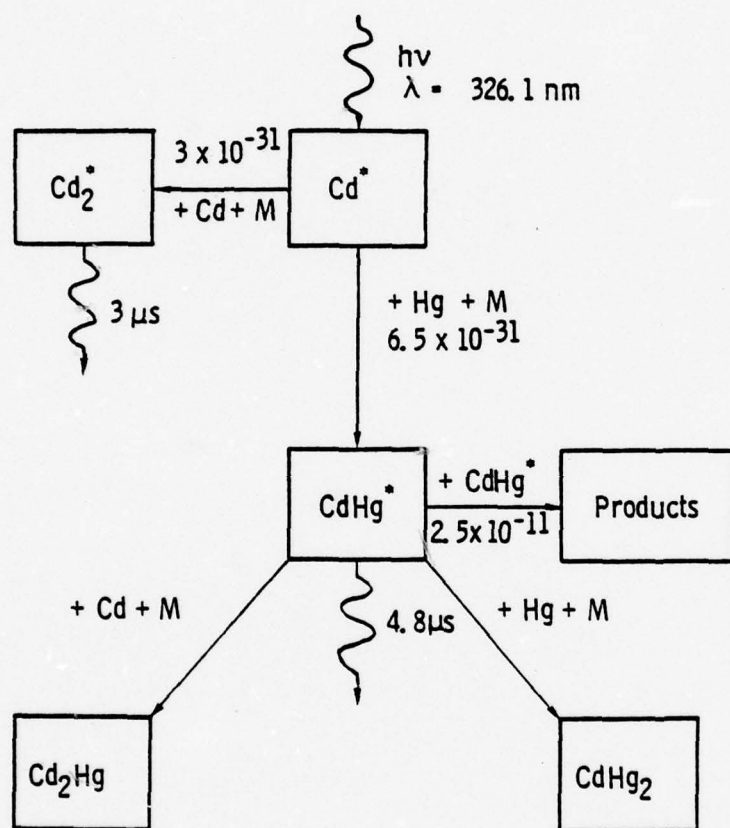 hν
λ = 326.1 nm
3 x 10⁻³¹
Cd₂*
Cd*
+ Cd + M
3 μs
+ Hg + M
6.5 x 10⁻³¹
+ CdHg*
CdHg*
Products
2.5x 10⁻¹¹
+ Cd + M
4.8μs
+ Hg + M
Cd₂Hg
CdHg₂